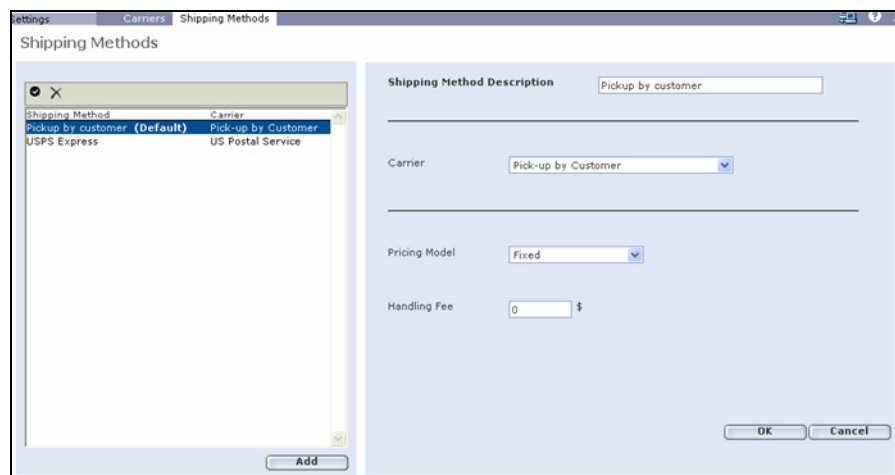 Settings Carriers Shipping Methods
Shipping Methods
Shipping Method Carrier
Pickup by customer (Default) Pick-up by Customer
USPS Express US Postal Service
Add
Shipping Method Description Pickup by customer
Carrier Pick-up by Customer
Pricing Model Fixed
Handling Fee 0 $
OK Cancel